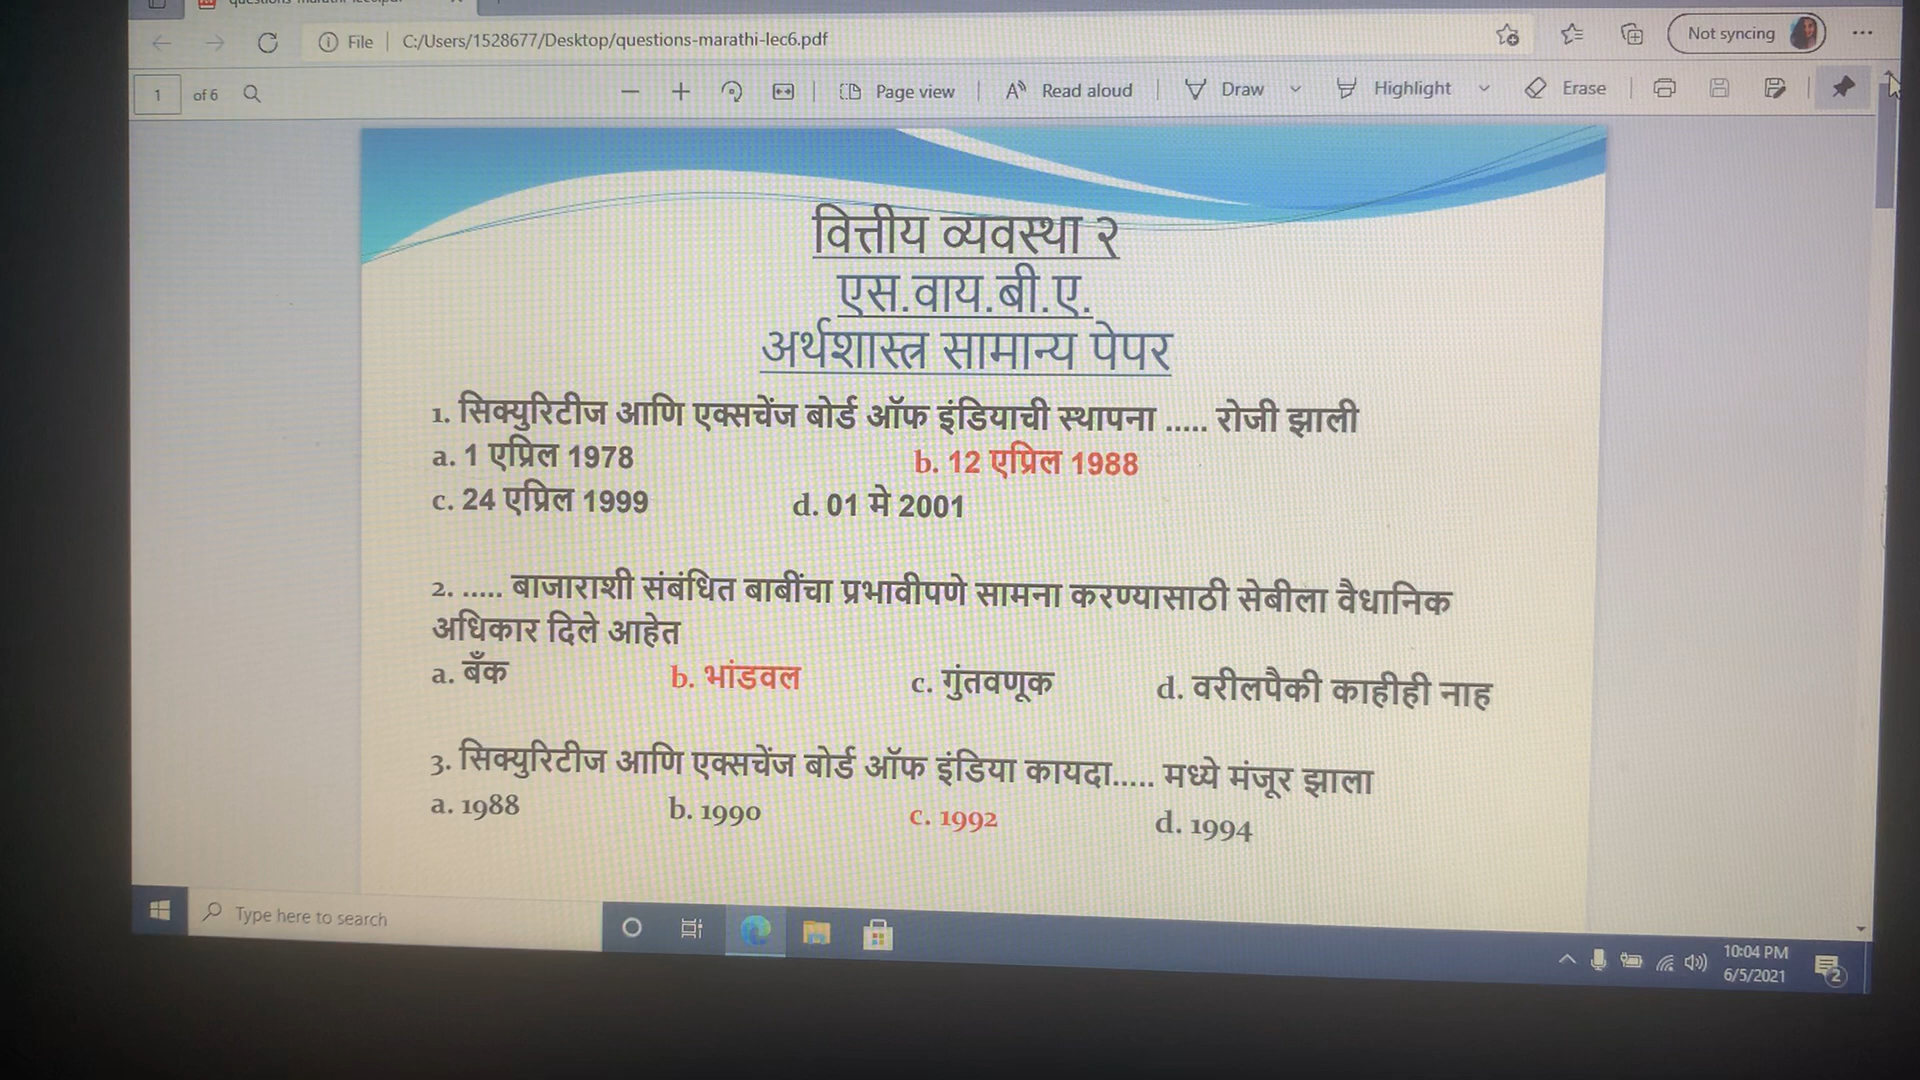 File C:/Users/1528677/Desktop/questions-marathi-lec6.pdf Not syncing
1 of 6 Page view Read aloud Draw Highlight Erase
वित्तीय व्यवस्था २
एस.वाय.बी.ए.
अर्थशास्त्र सामान्य पेपर
1. सिक्युरिटीज आणि एक्सचेंज बोर्ड ऑफ इंडियाची स्थापना ..... रोजी झाली
a. 1 एप्रिल 1978 b. 12 एप्रिल 1988
c. 24 एप्रिल 1999 d. 01 मे 2001
2. ..... बाजाराशी संबंधित बाबींचा प्रभावीपणे सामना करण्यासाठी सेबीला वैधानिक
अधिकार दिले आहेत
a. बँक b. भांडवल c. गुंतवणूक d. वरीलपैकी काहीही नाह
3. सिक्युरिटीज आणि एक्सचेंज बोर्ड ऑफ इंडिया कायदा..... मध्ये मंजूर झाला
a. 1988 b. 1990 c. 1992 d. 1994
Type here to search
10:04 PM
6/5/2021
2